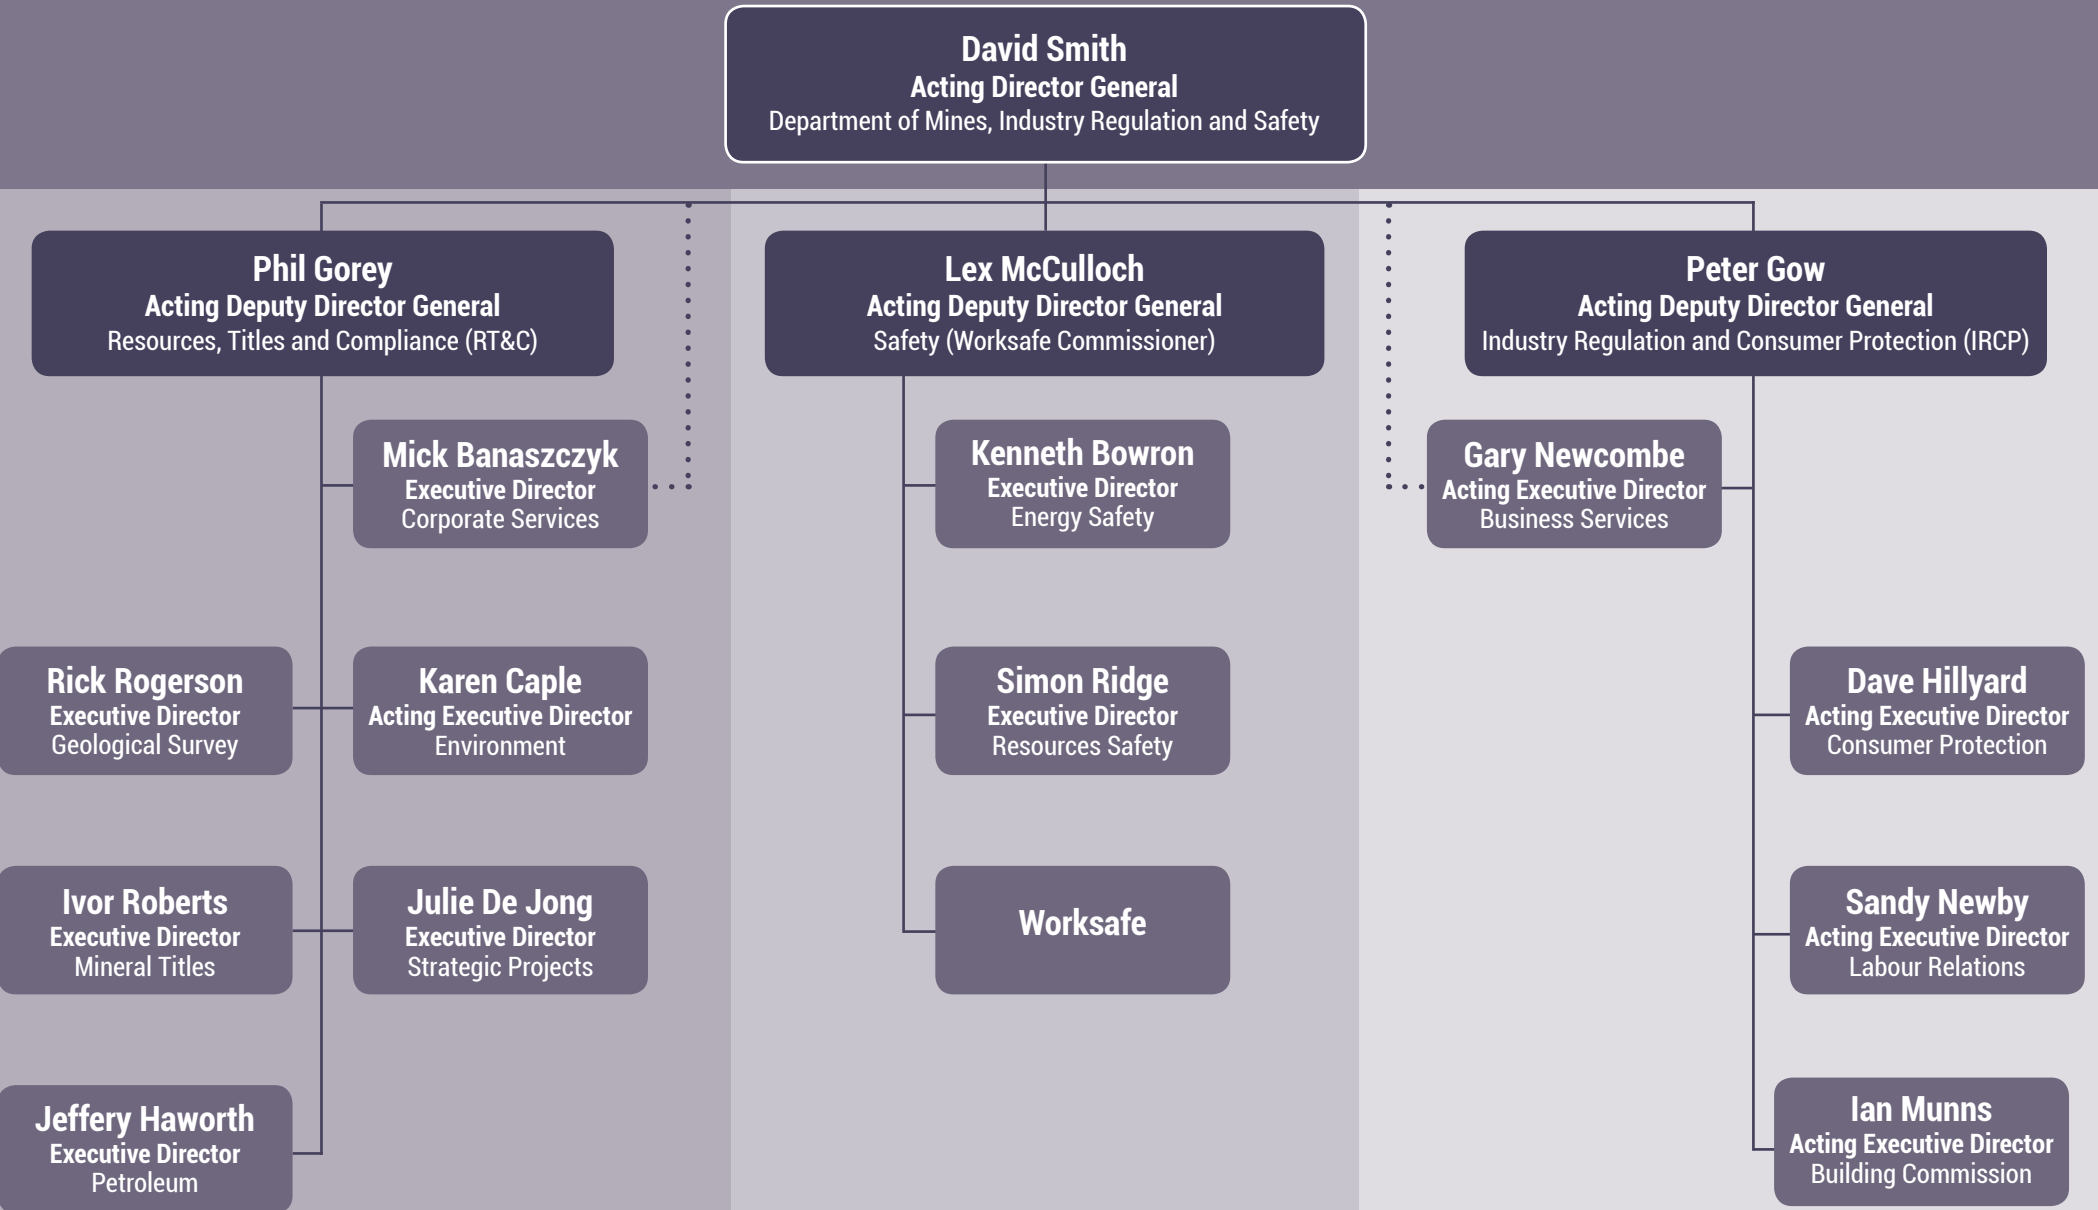 David Smith
Acting Director General
Department of Mines, Industry Regulation and Safety
Phil Gorey
Acting Deputy Director General
Resources, Titles and Compliance (RT&C)
Lex McCulloch
Acting Deputy Director General
Safety (Worksafe Commissioner)
Peter Gow
Acting Deputy Director General
Industry Regulation and Consumer Protection (IRCP)
Mick Banaszczyk
Executive Director
Corporate Services
Kenneth Bowron
Executive Director
Energy Safety
Gary Newcombe
Acting Executive Director
Business Services
Rick Rogerson
Executive Director
Geological Survey
Karen Caple
Acting Executive Director
Environment
Simon Ridge
Executive Director
Resources Safety
Dave Hillyard
Acting Executive Director
Consumer Protection
Ivor Roberts
Executive Director
Mineral Titles
Julie De Jong
Executive Director
Strategic Projects
Worksafe
Sandy Newby
Acting Executive Director
Labour Relations
Jeffery Haworth
Executive Director
Petroleum
Ian Munns
Acting Executive Director
Building Commission